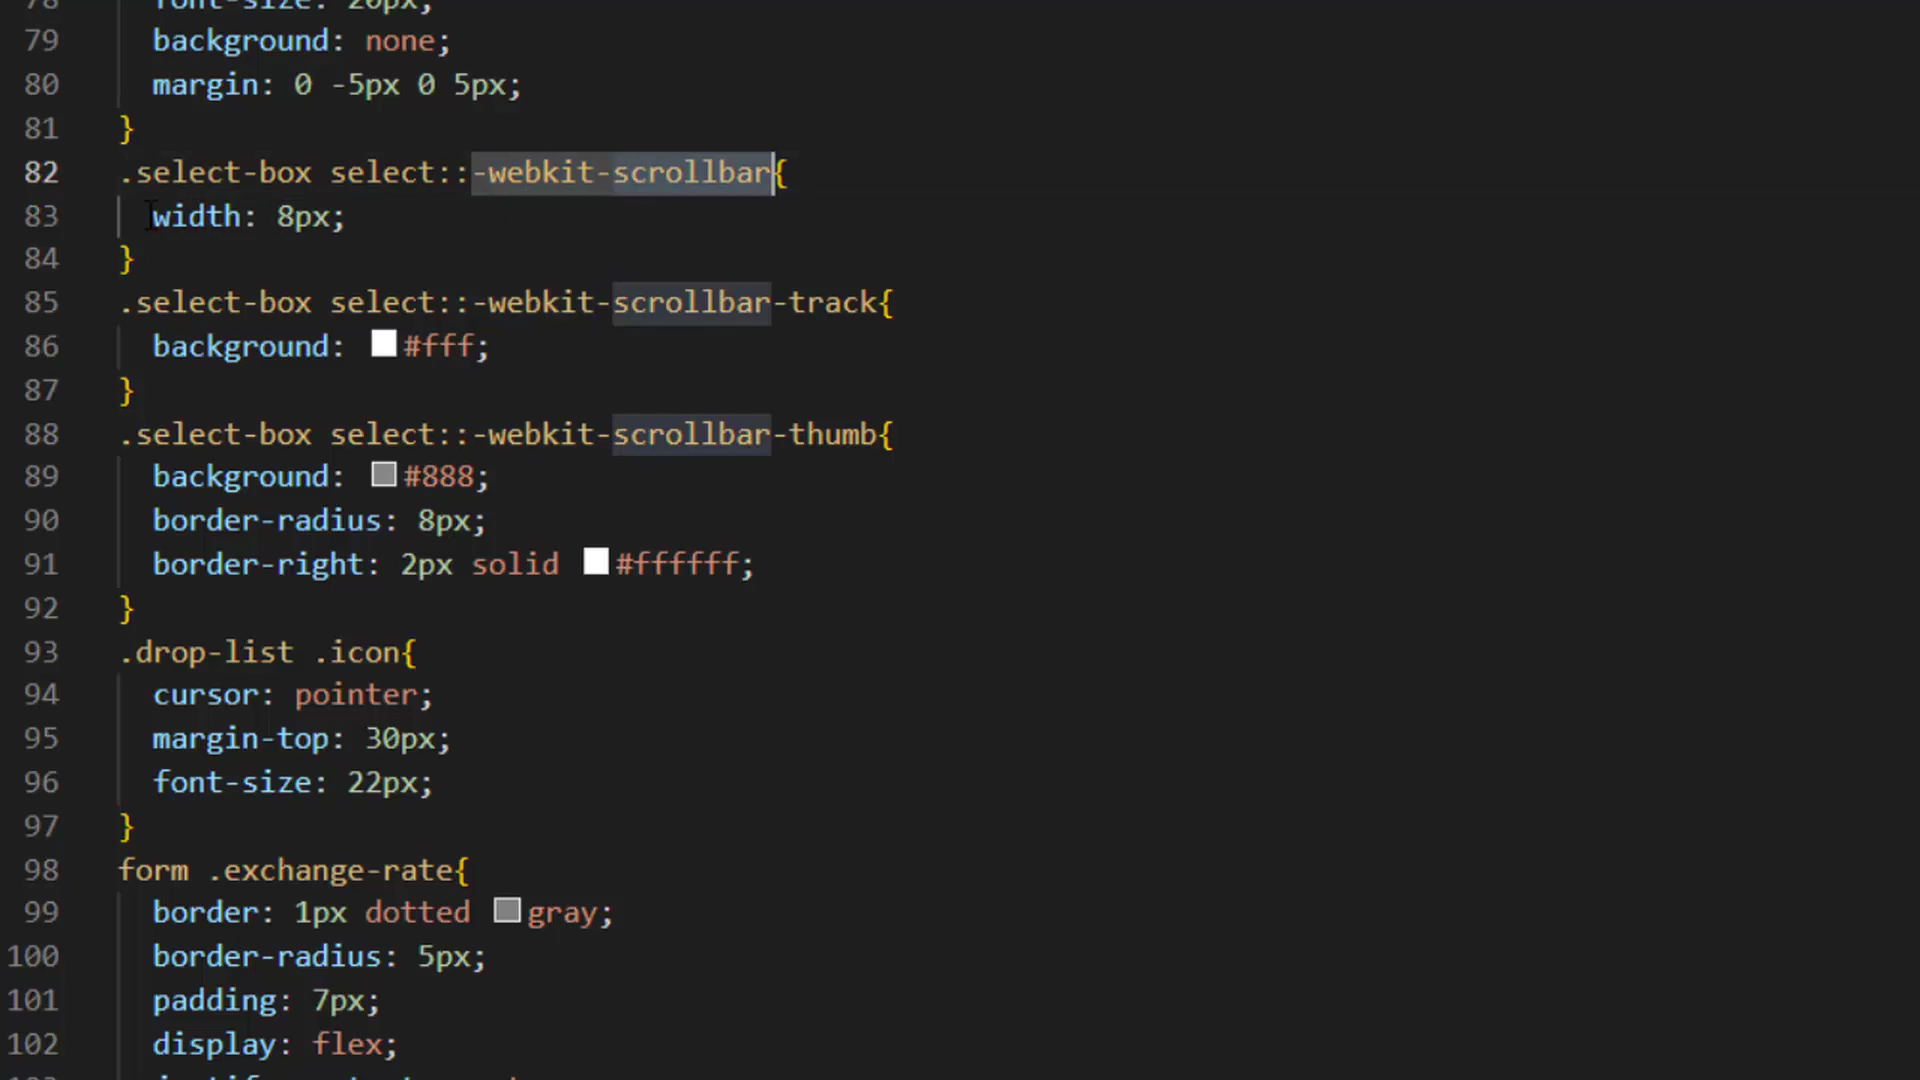 78 font-size: 20px;
79 background: none;
80 margin: 0 -5px 0 5px;
81 }
82 .select-box select::-webkit-scrollbar{
83 width: 8px;
84 }
85 .select-box select::-webkit-scrollbar-track{
86 background: #fff;
87 }
88 .select-box select::-webkit-scrollbar-thumb{
89 background: #888;
90 border-radius: 8px;
91 border-right: 2px solid #ffffff;
92 }
93 .drop-list .icon{
94 cursor: pointer;
95 margin-top: 30px;
96 font-size: 22px;
97 }
98 form .exchange-rate{
99 border: 1px dotted gray;
100 border-radius: 5px;
101 padding: 7px;
102 display: flex;